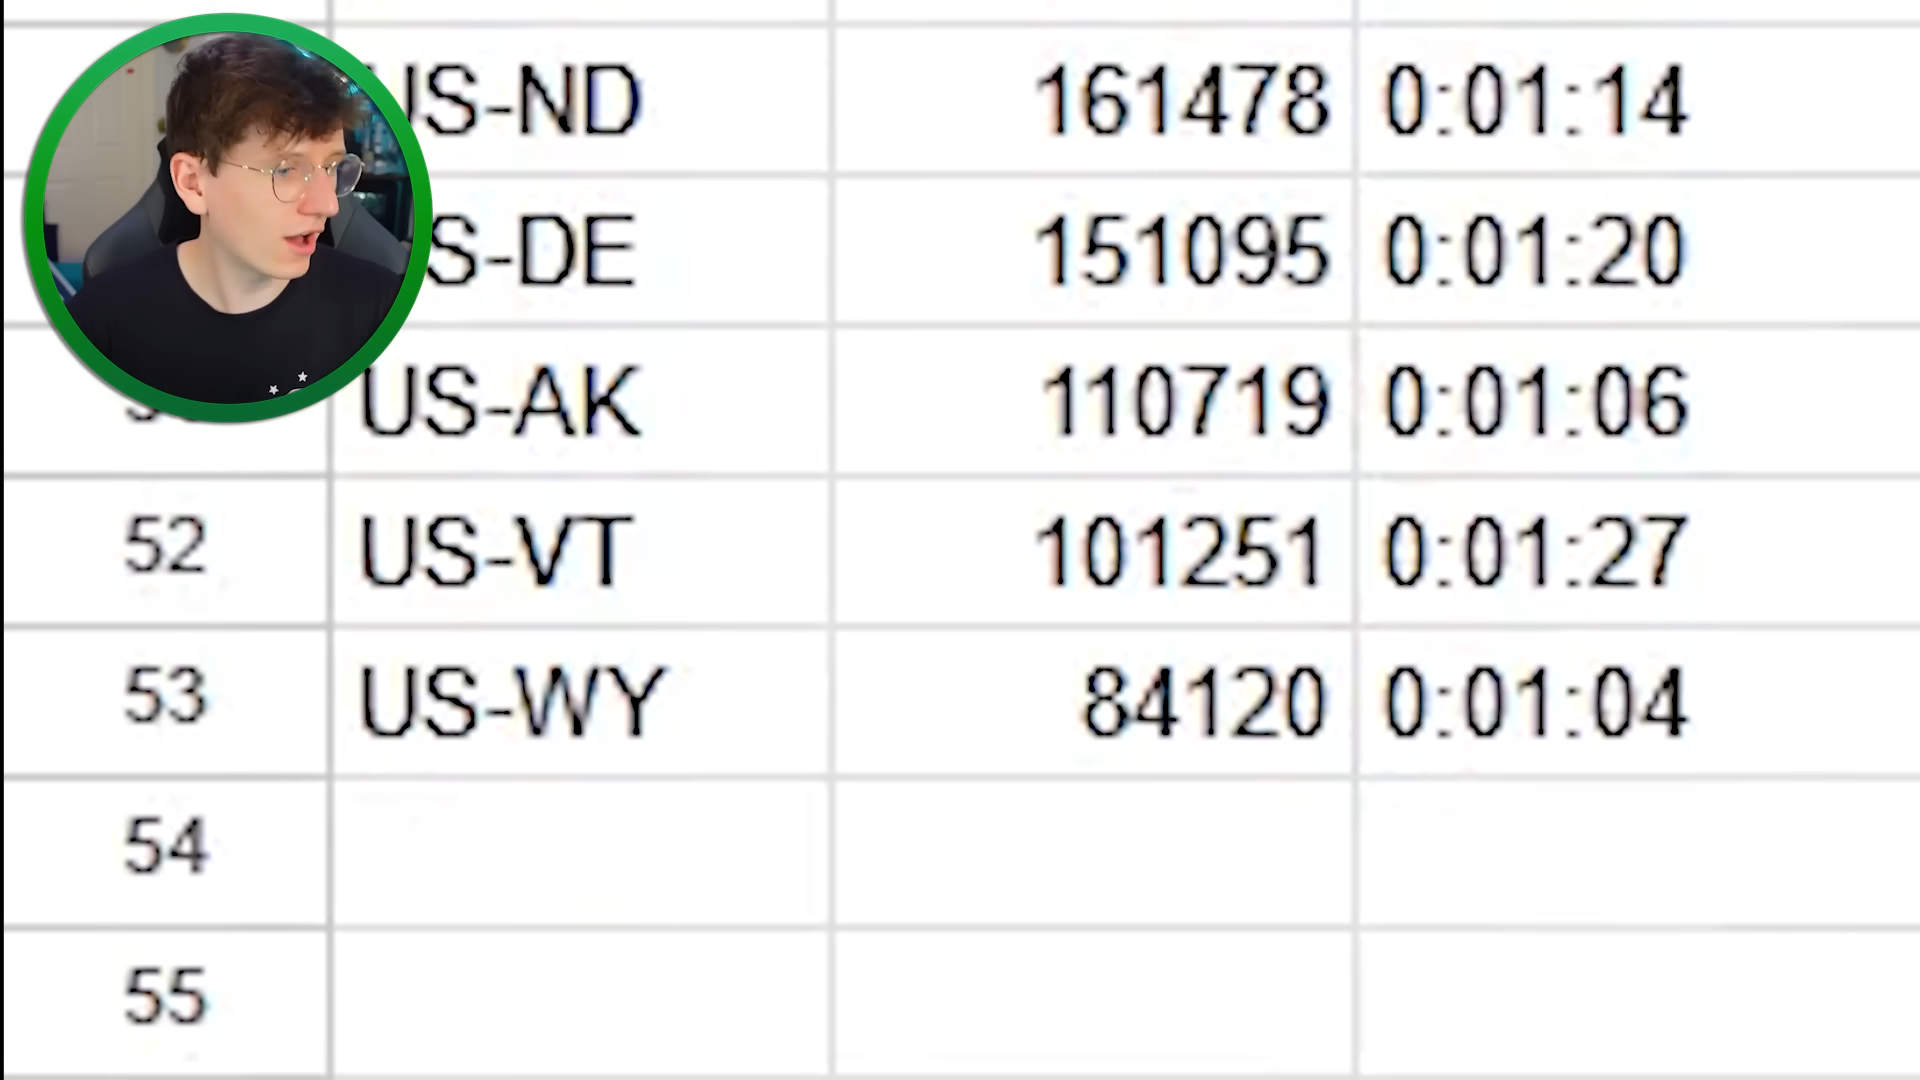 US-ND 161478 0:01:14
S-DE 151095 0:01:20
US-AK 110719 0:01:06
52 US-VT 101251 0:01:27
53 US-WY 84120 0:01:04
54
55